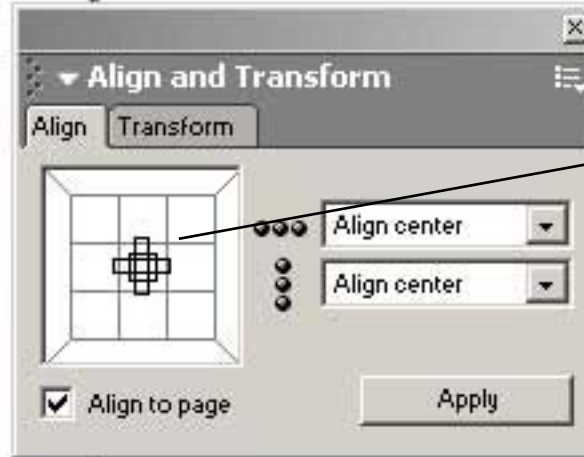 Align and Transform
Align Transform
Align center
Align center
Align to page Apply